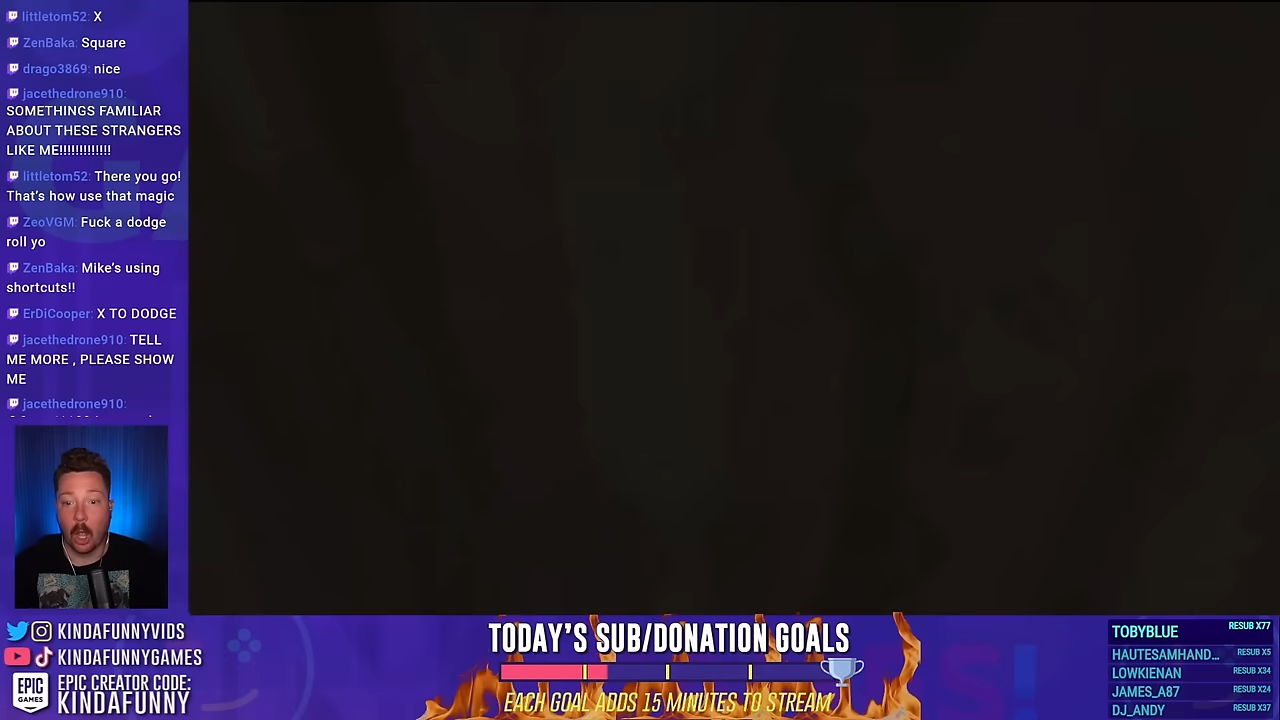 littletom52: X
ZenBaka: Square
drago3869: nice
jacethedrone910:
SOMETHINGS FAMILIAR
ABOUT THESE STRANGERS
LIKE ME!!!!!!!!!!!!!
littletom52: There you go!
That's how use that magic
ZeoVGM: Fuck a dodge
roll yo
ZenBaka: Mike's using
shortcuts!!
ErDiCooper: X TO DODGE
jacethedrone910: TELL
ME MORE , PLEASE SHOW
ME
jacethedrone910:
KINDAFUNNYVIDS
KINDAFUNNYGAMES
EPIC
GAMES
EPIC CREATOR CODE:
KINDAFUNNY
TODAY'S SUB/DONATION GOALS
EACH GOAL ADDS 15 MINUTES TO STREAM
TOBYBLUE RESUB X77
HAUTESAMHAND... RESUB X5
LOWKIENAN RESUB X34
JAMES_A87 RESUB X24
DJ_ANDY RESUB X37